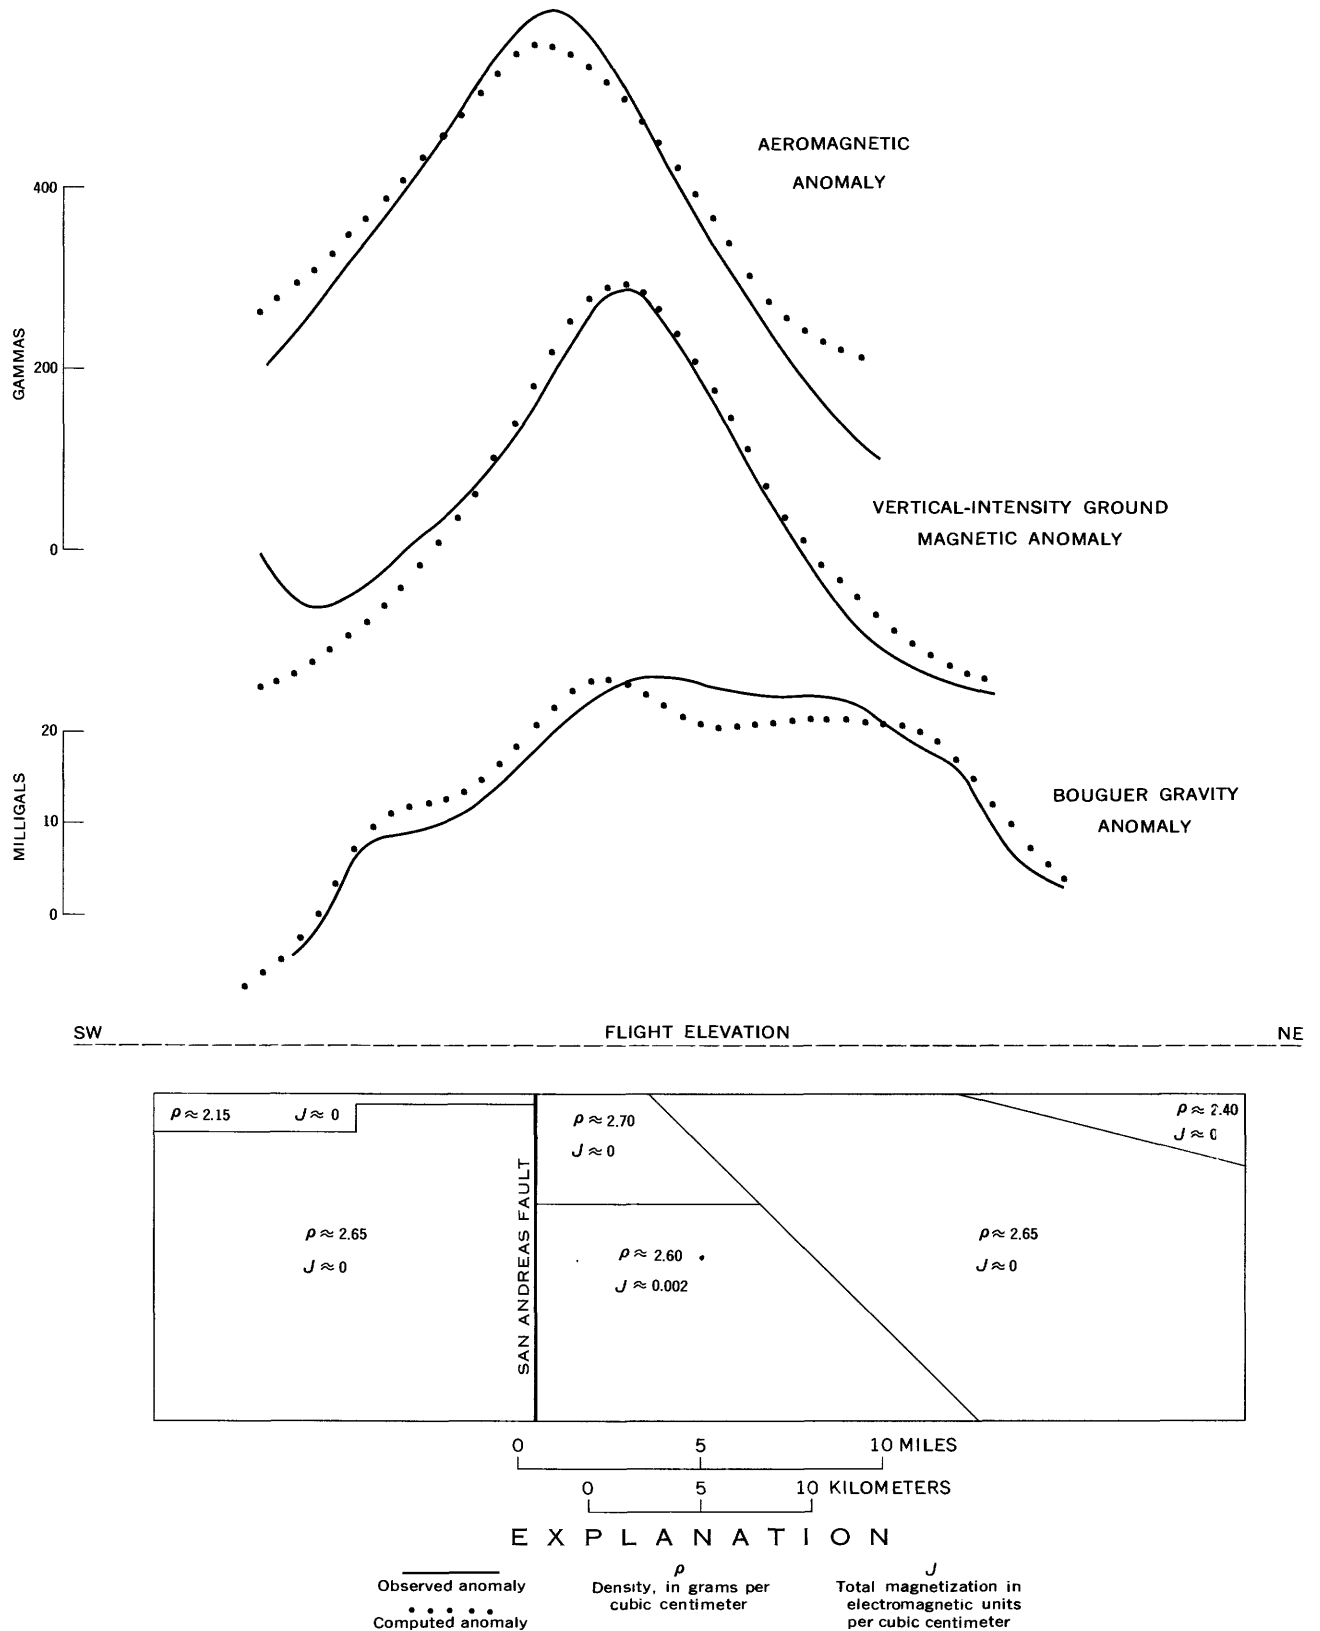 AEROMAGNETIC
ANOMALY
400
200
0
GAMMAS
VERTICAL-INTENSITY GROUND
MAGNETIC ANOMALY
20
10
0
MILLIGALS
BOUGUER GRAVITY
ANOMALY
SW
FLIGHT ELEVATION
NE
ρ≈2.15 J≈0
ρ≈2.70
J≈0
ρ≈2.40
J≈0
SAN ANDREAS FAULT
ρ≈2.65
J≈0
ρ≈2.60
J≈0.002
ρ≈2.65
J≈0
0 5 10 MILES
0 5 10 KILOMETERS
EXPLANATION
Observed anomaly
Computed anomaly
ρ
Density, in grams per
cubic centimeter
J
Total magnetization in
electromagnetic units
per cubic centimeter